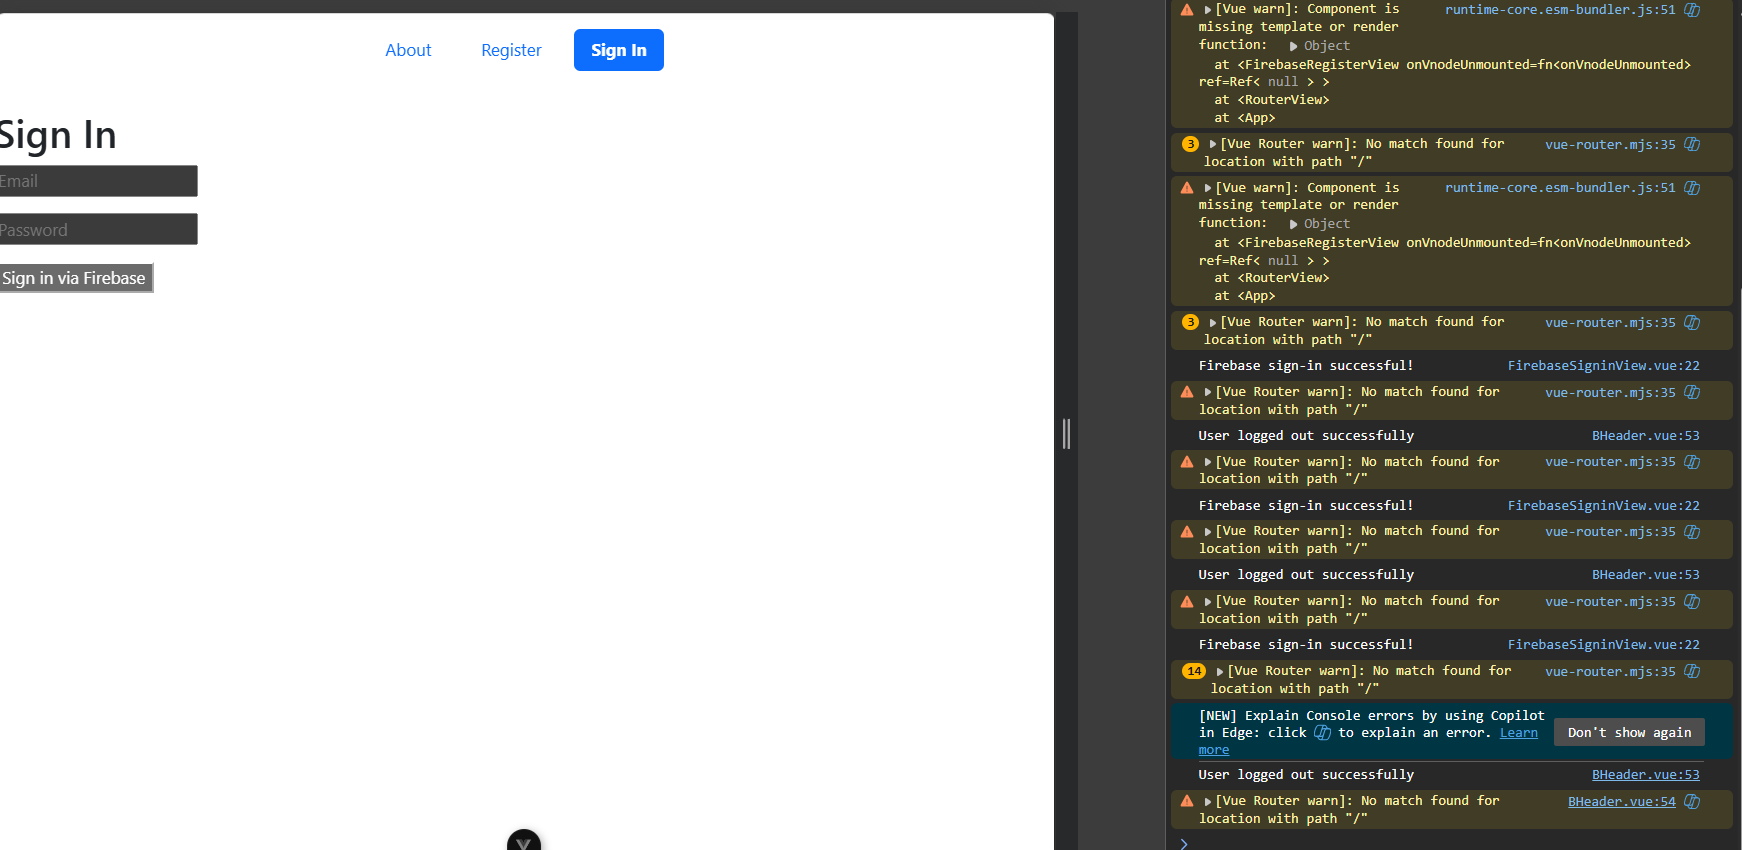 About Register Sign In
Sign In
Email
Password
Sign in via Firebase
[Vue warn]: Component is runtime-core.esm-bundler.js:51
missing template or render
function: Object
at <FirebaseRegisterView onVnodeUnmounted=fn<onVnodeUnmounted>
ref=Ref< null > >
at <RouterView>
at <App>
3 [Vue Router warn]: No match found for vue-router.mjs:35
location with path "/"
[Vue warn]: Component is runtime-core.esm-bundler.js:51
missing template or render
function: Object
at <FirebaseRegisterView onVnodeUnmounted=fn<onVnodeUnmounted>
ref=Ref< null > >
at <RouterView>
at <App>
3 [Vue Router warn]: No match found for vue-router.mjs:35
location with path "/"
Firebase sign-in successful! FirebaseSigninView.vue:22
[Vue Router warn]: No match found for vue-router.mjs:35
location with path "/"
User logged out successfully BHeader.vue:53
[Vue Router warn]: No match found for vue-router.mjs:35
location with path "/"
Firebase sign-in successful! FirebaseSigninView.vue:22
[Vue Router warn]: No match found for vue-router.mjs:35
location with path "/"
User logged out successfully BHeader.vue:53
[Vue Router warn]: No match found for vue-router.mjs:35
location with path "/"
Firebase sign-in successful! FirebaseSigninView.vue:22
14 [Vue Router warn]: No match found for vue-router.mjs:35
location with path "/"
[NEW] Explain Console errors by using Copilot
in Edge: click to explain an error. Learn
more
Don't show again
User logged out successfully BHeader.vue:53
[Vue Router warn]: No match found for BHeader.vue:54
location with path "/"